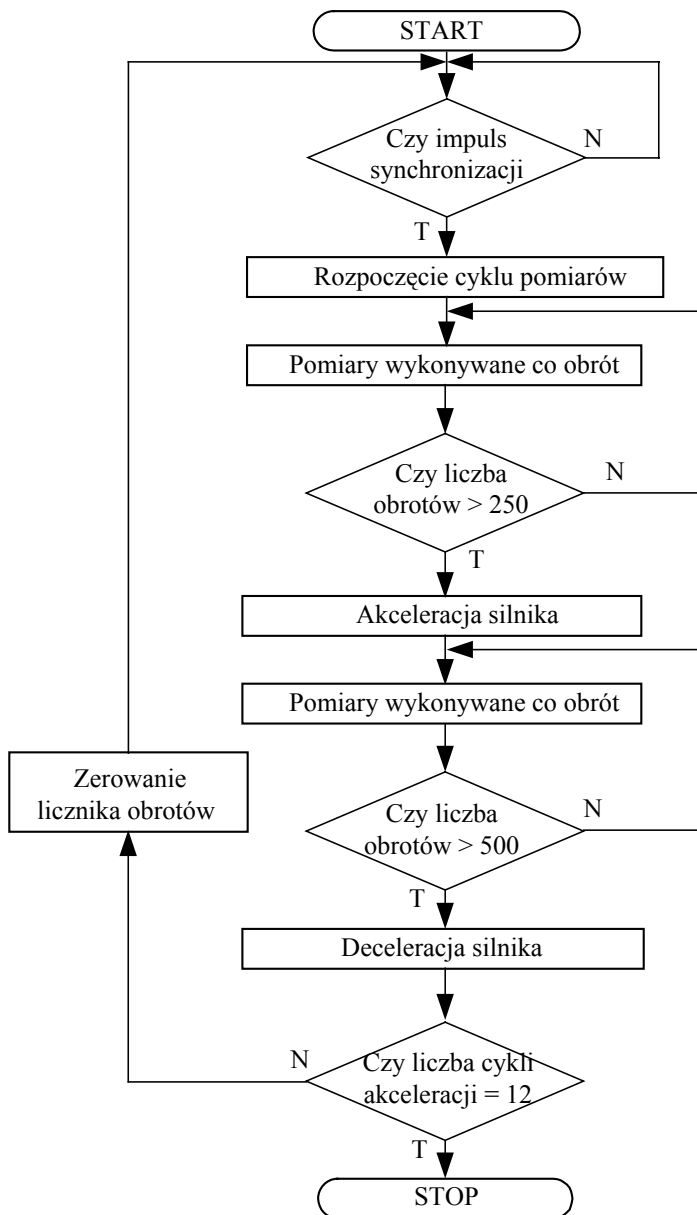 START
Czy impuls
synchronizacji
N
T
Rozpoczęcie cyklu pomiarów
Pomiary wykonywane co obrót
Czy liczba
obrotów > 250
N
T
Akceleracja silnika
Pomiary wykonywane co obrót
Zerowanie
licznika obrotów
Czy liczba
obrotów > 500
N
T
Deceleracja silnika
N
Czy liczba cykli
akceleracji = 12
T
STOP